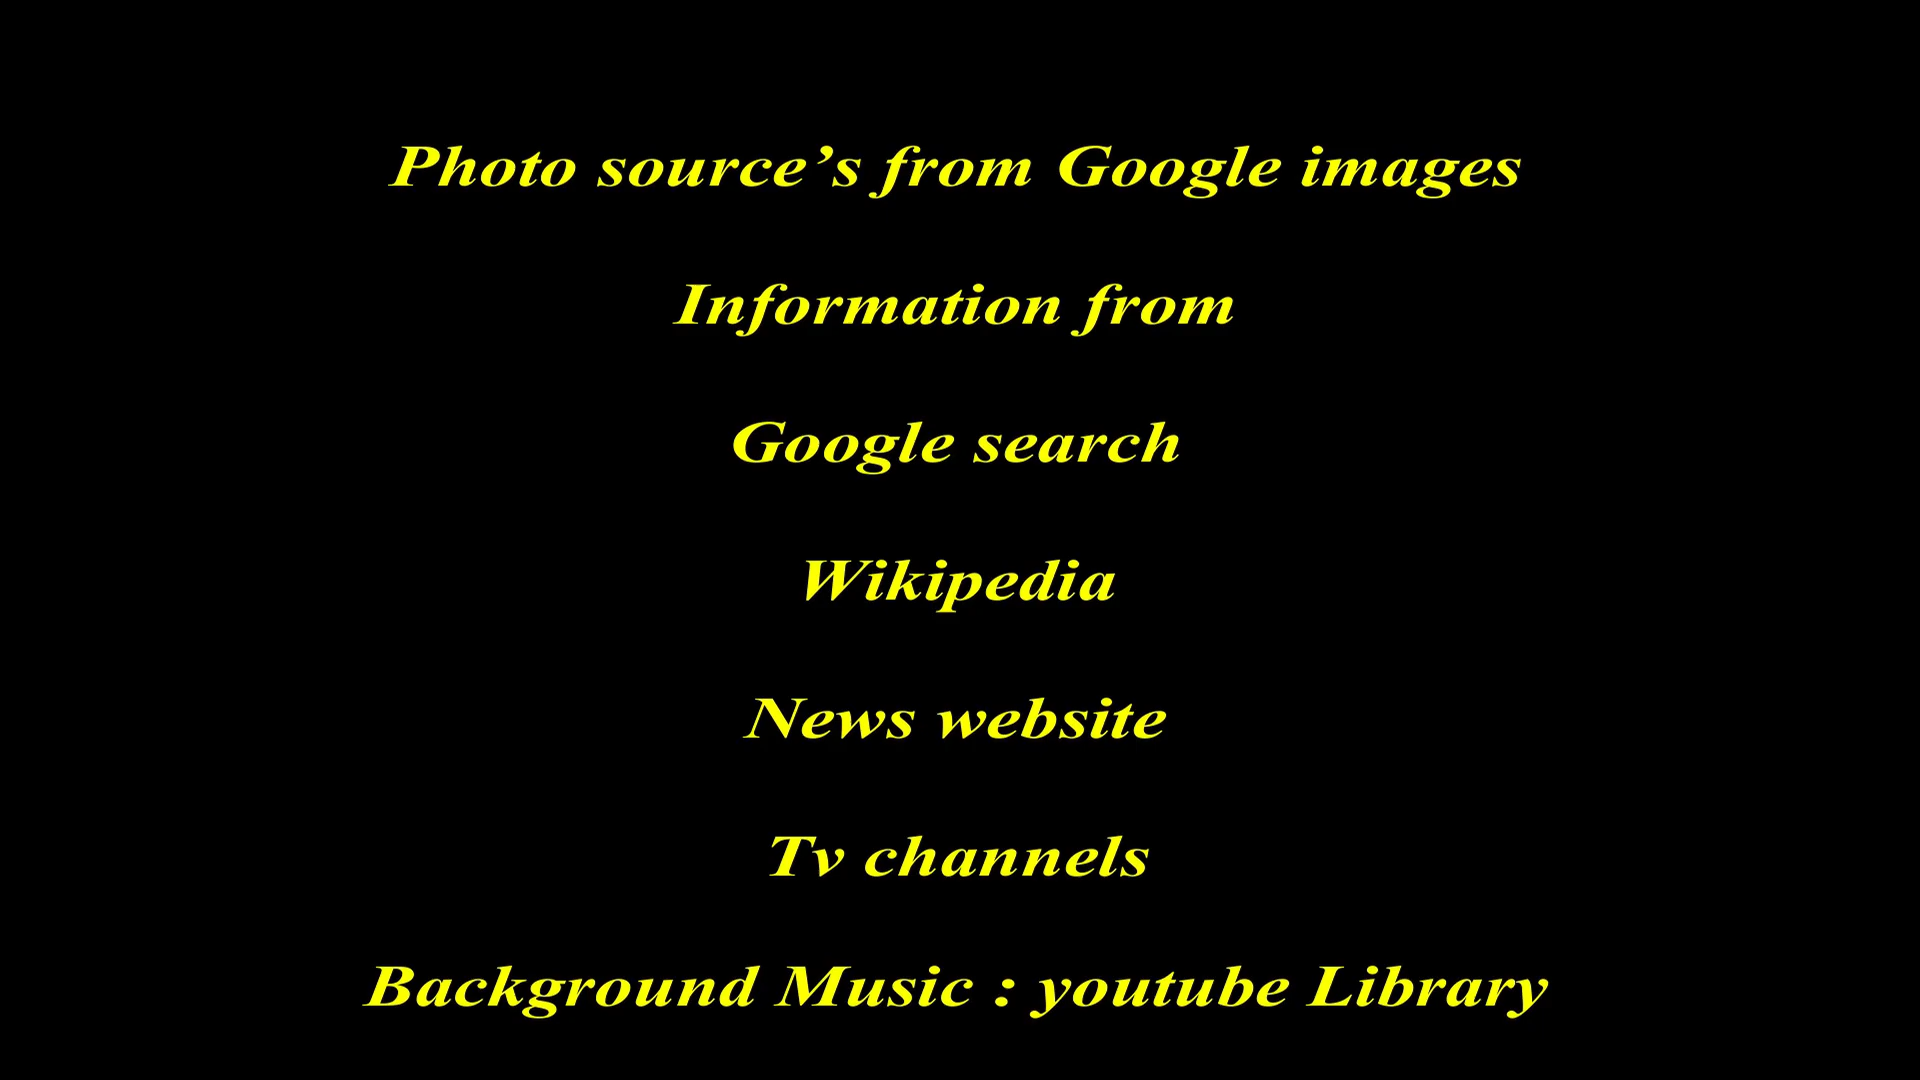 Photo source’s from Google images
Information from
Google search
Wikipedia
News website
Tv channels
Background Music : youtube Library